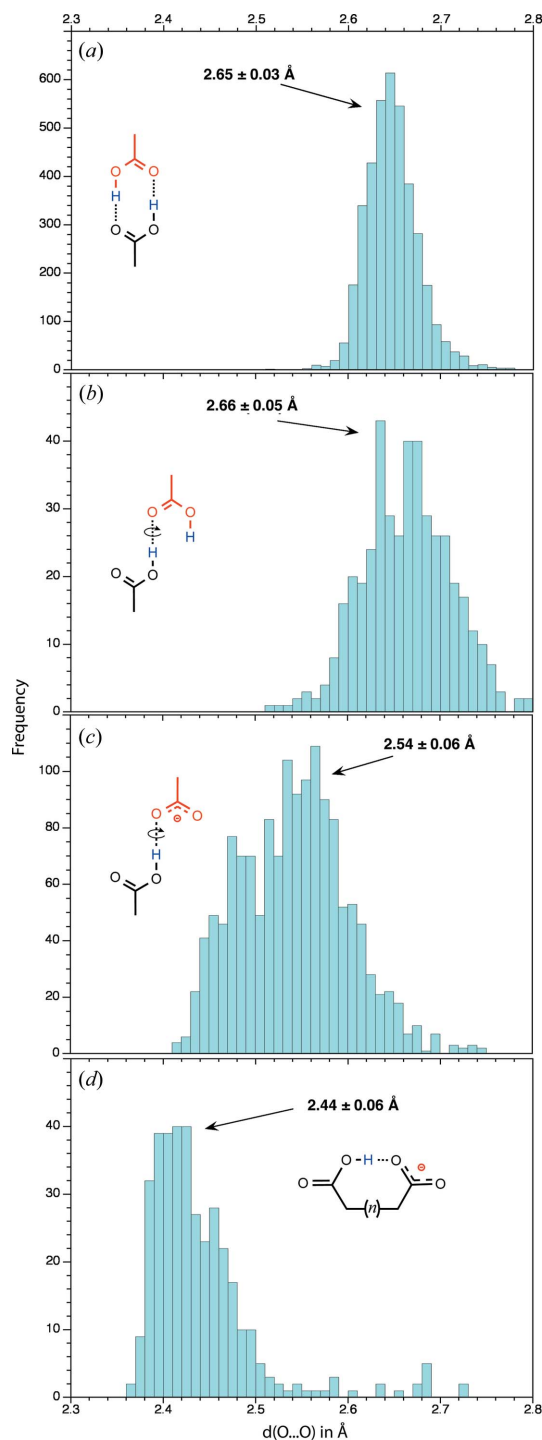 2.3 2.4 2.5 2.6 2.7 2.8
(a)
2.65 ± 0.03 Å
600
500
400
300
200
100
0
O O
H H
O O
(b)
2.66 ± 0.05 Å
40
30
20
10
0
O O
H H
O O
Frequency
(c)
2.54 ± 0.06 Å
100
80
60
40
20
0
O O
⊖
H
O O
(d)
2.44 ± 0.06 Å
40
30
20
10
0
O H O ⊖
O O
(n)
2.3 2.4 2.5 2.6 2.7 2.8
d(O...O) in Å